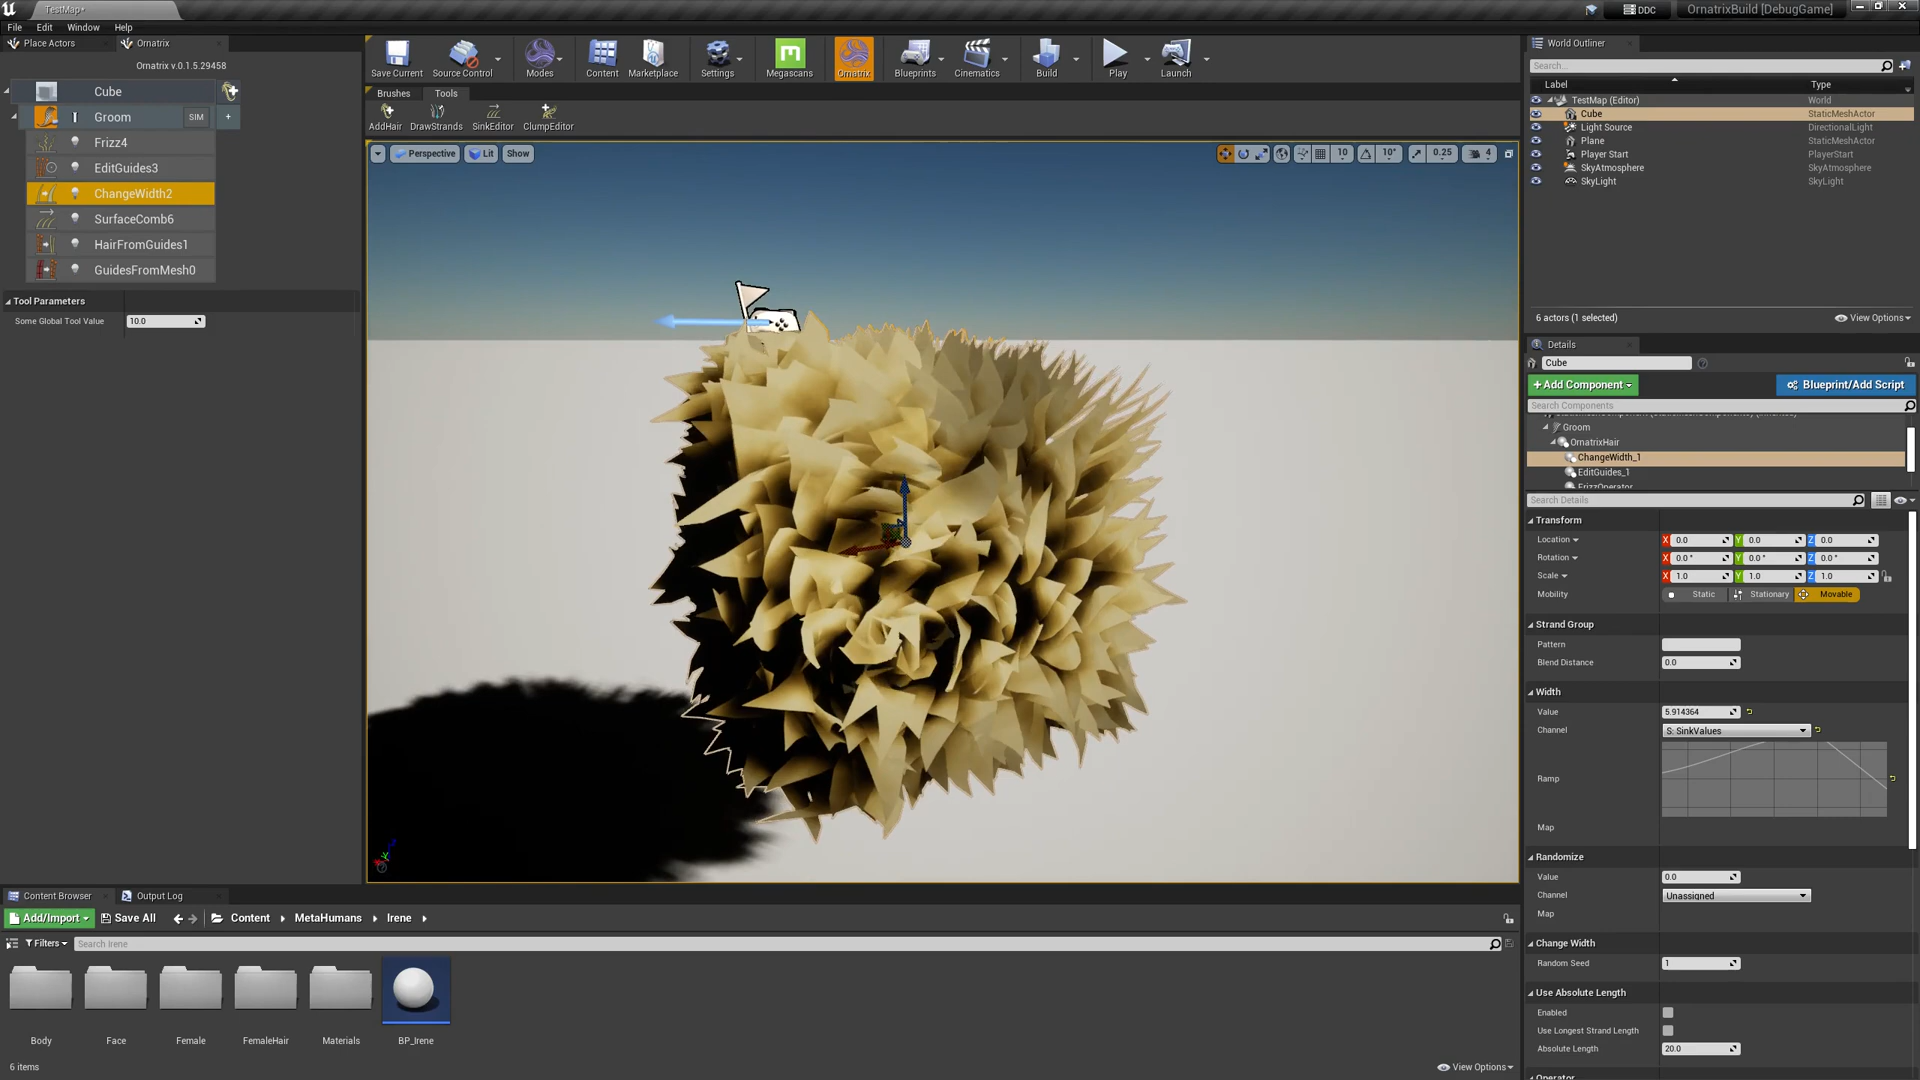 TestMap*
DDC
OrnatrixBuild [DebugGame]
File Edit Window Help
Place Actors
Ornatrix
Ornatrix v.0.1.5.29458
Cube
Groom
SIM
+
Frizz4
EditGuides3
ChangeWidth2
SurfaceComb6
HairFromGuides1
GuidesFromMesh0
Tool Parameters
Some Global Tool Value 10.0
Save Current Source Control Modes Content Marketplace Settings Megascans Ornatrix Blueprints Cinematics Build Play Launch
Brushes Tools
AddHair DrawStrands SinkEditor ClumpEditor
Perspective Lit Show
10 10° 0.25 4
World Outliner
Search...
Label Type
TestMap (Editor) World
Cube StaticMeshActor
Light Source DirectionalLight
Plane StaticMeshActor
Player Start PlayerStart
SkyAtmosphere SkyAtmosphere
SkyLight SkyLight
6 actors (1 selected) View Options
Details
Cube
+Add Component Blueprint/Add Script
Search Components
Groom
OrnatrixHair
ChangeWidth_1
EditGuides_1
FrizzOperator
Search Details
Transform
Location X 0.0 Y 0.0 Z 0.0
Rotation X 0.0 ° Y 0.0 ° Z 0.0 °
Scale X 1.0 Y 1.0 Z 1.0
Mobility Static Stationary Movable
Strand Group
Pattern
Blend Distance 0.0
Width
Value 5.914364
Channel S: SinkValues
Ramp
Map
Randomize
Value 0.0
Channel Unassigned
Map
Change Width
Random Seed 1
Use Absolute Length
Enabled
Use Longest Strand Length
Absolute Length 20.0
Operator
Content Browser Output Log
Add/Import Save All Content MetaHumans Irene
Filters Search Irene
Body Face Female FemaleHair Materials BP_Irene
6 items View Options